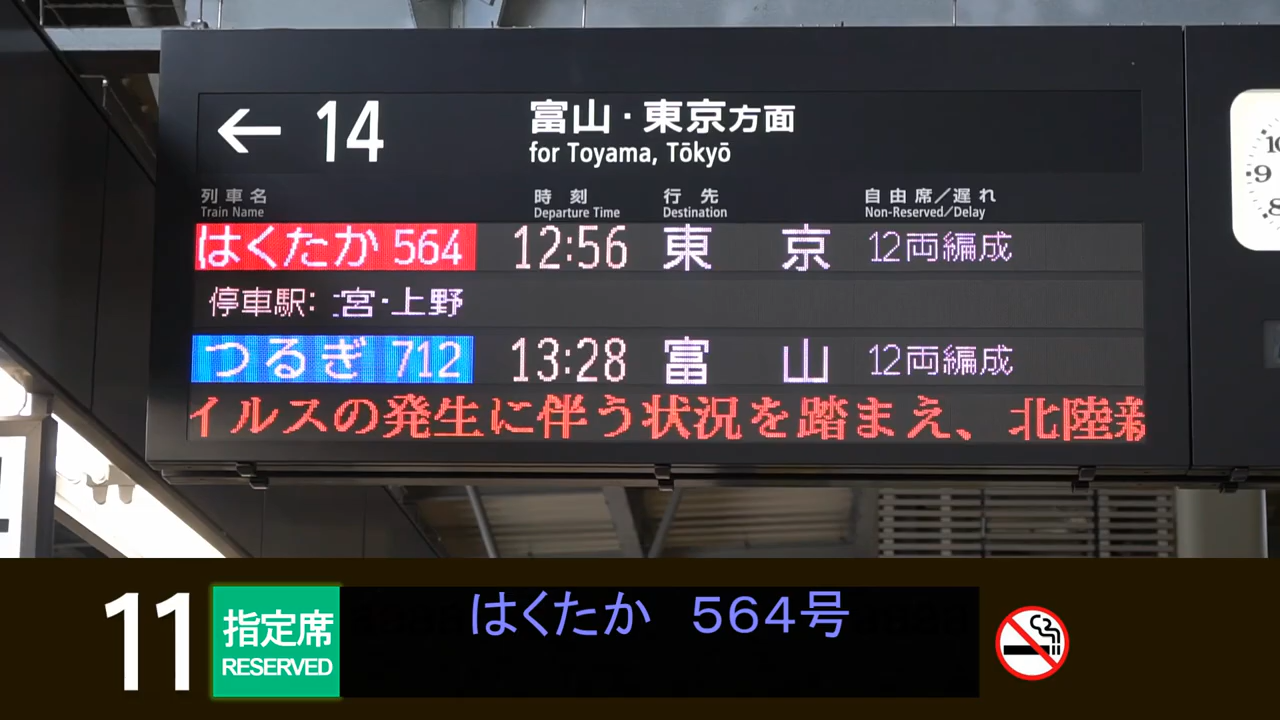 ← 14 富山・東京方面
for Toyama, Tōkyō
列車名 時刻 行先 自由席／遅れ
Train Name Departure Time Destination Non-Reserved/Delay
はくたか 564 12:56 東京 12両編成
停車駅: 宮・上野
つるぎ 712 13:28 富山 12両編成
イルスの発生に伴う状況を踏まえ、北陸新
10
9
8
11 指定席 はくたか 564号
RESERVED